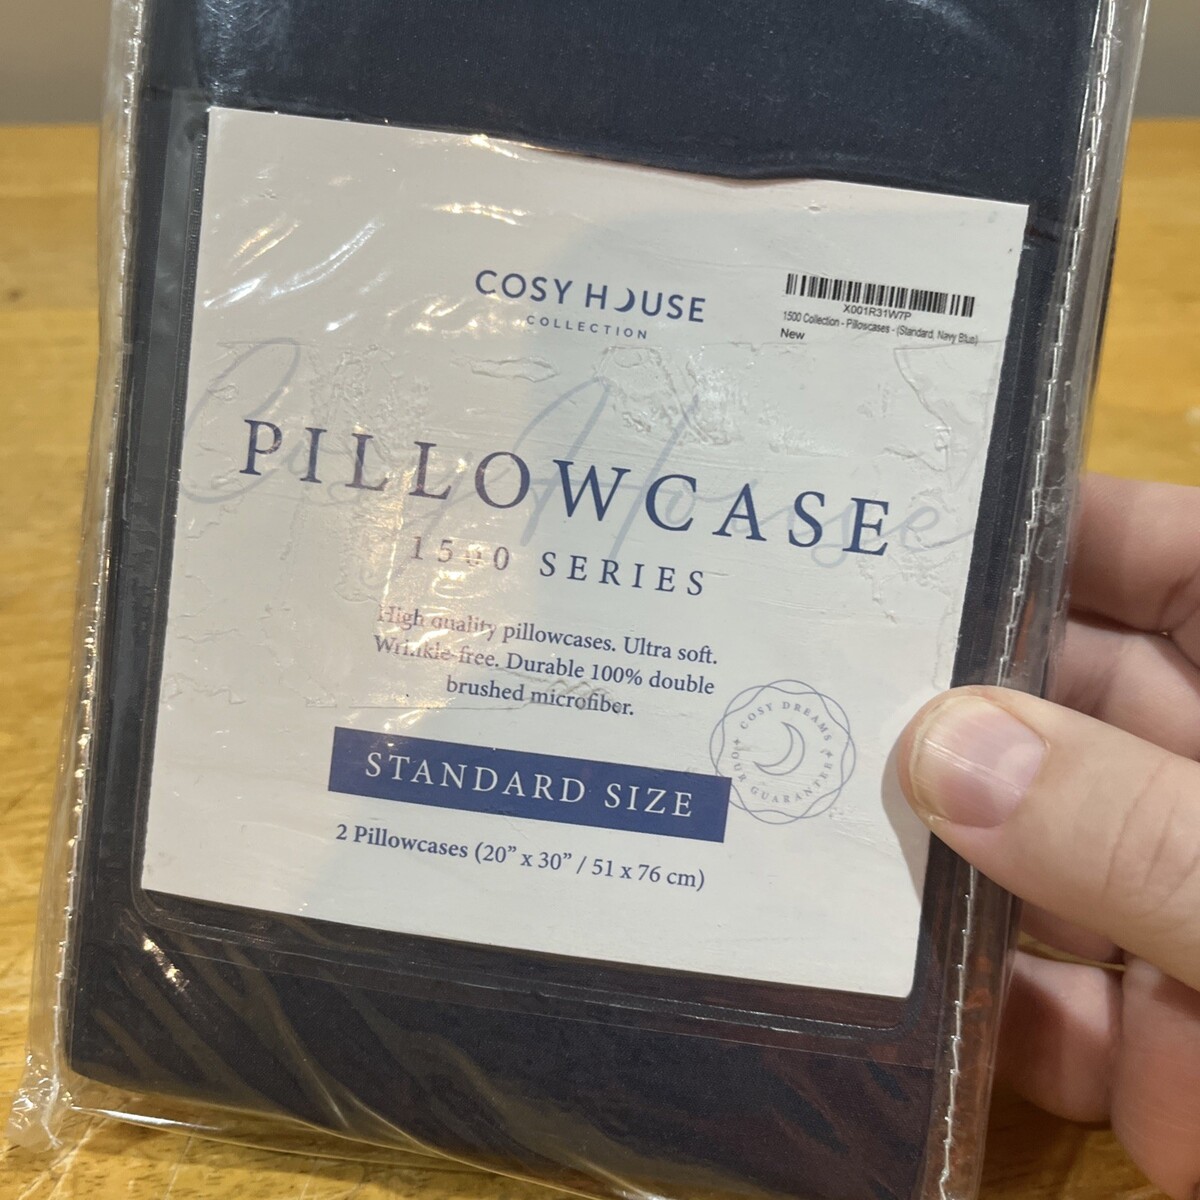 COSY HOUSE
COLLECTION
X001R31W7P
1500 Collection - Pillowcases - (Standard, Navy Blue)
New
Cosy House
PILLOWCASE
1500 SERIES
High quality pillowcases. Ultra soft.
Wrinkle-free. Durable 100% double
brushed microfiber.
COSY DREAMS
OUR GUARANTEE
STANDARD SIZE
2 Pillowcases (20” x 30” / 51 x 76 cm)